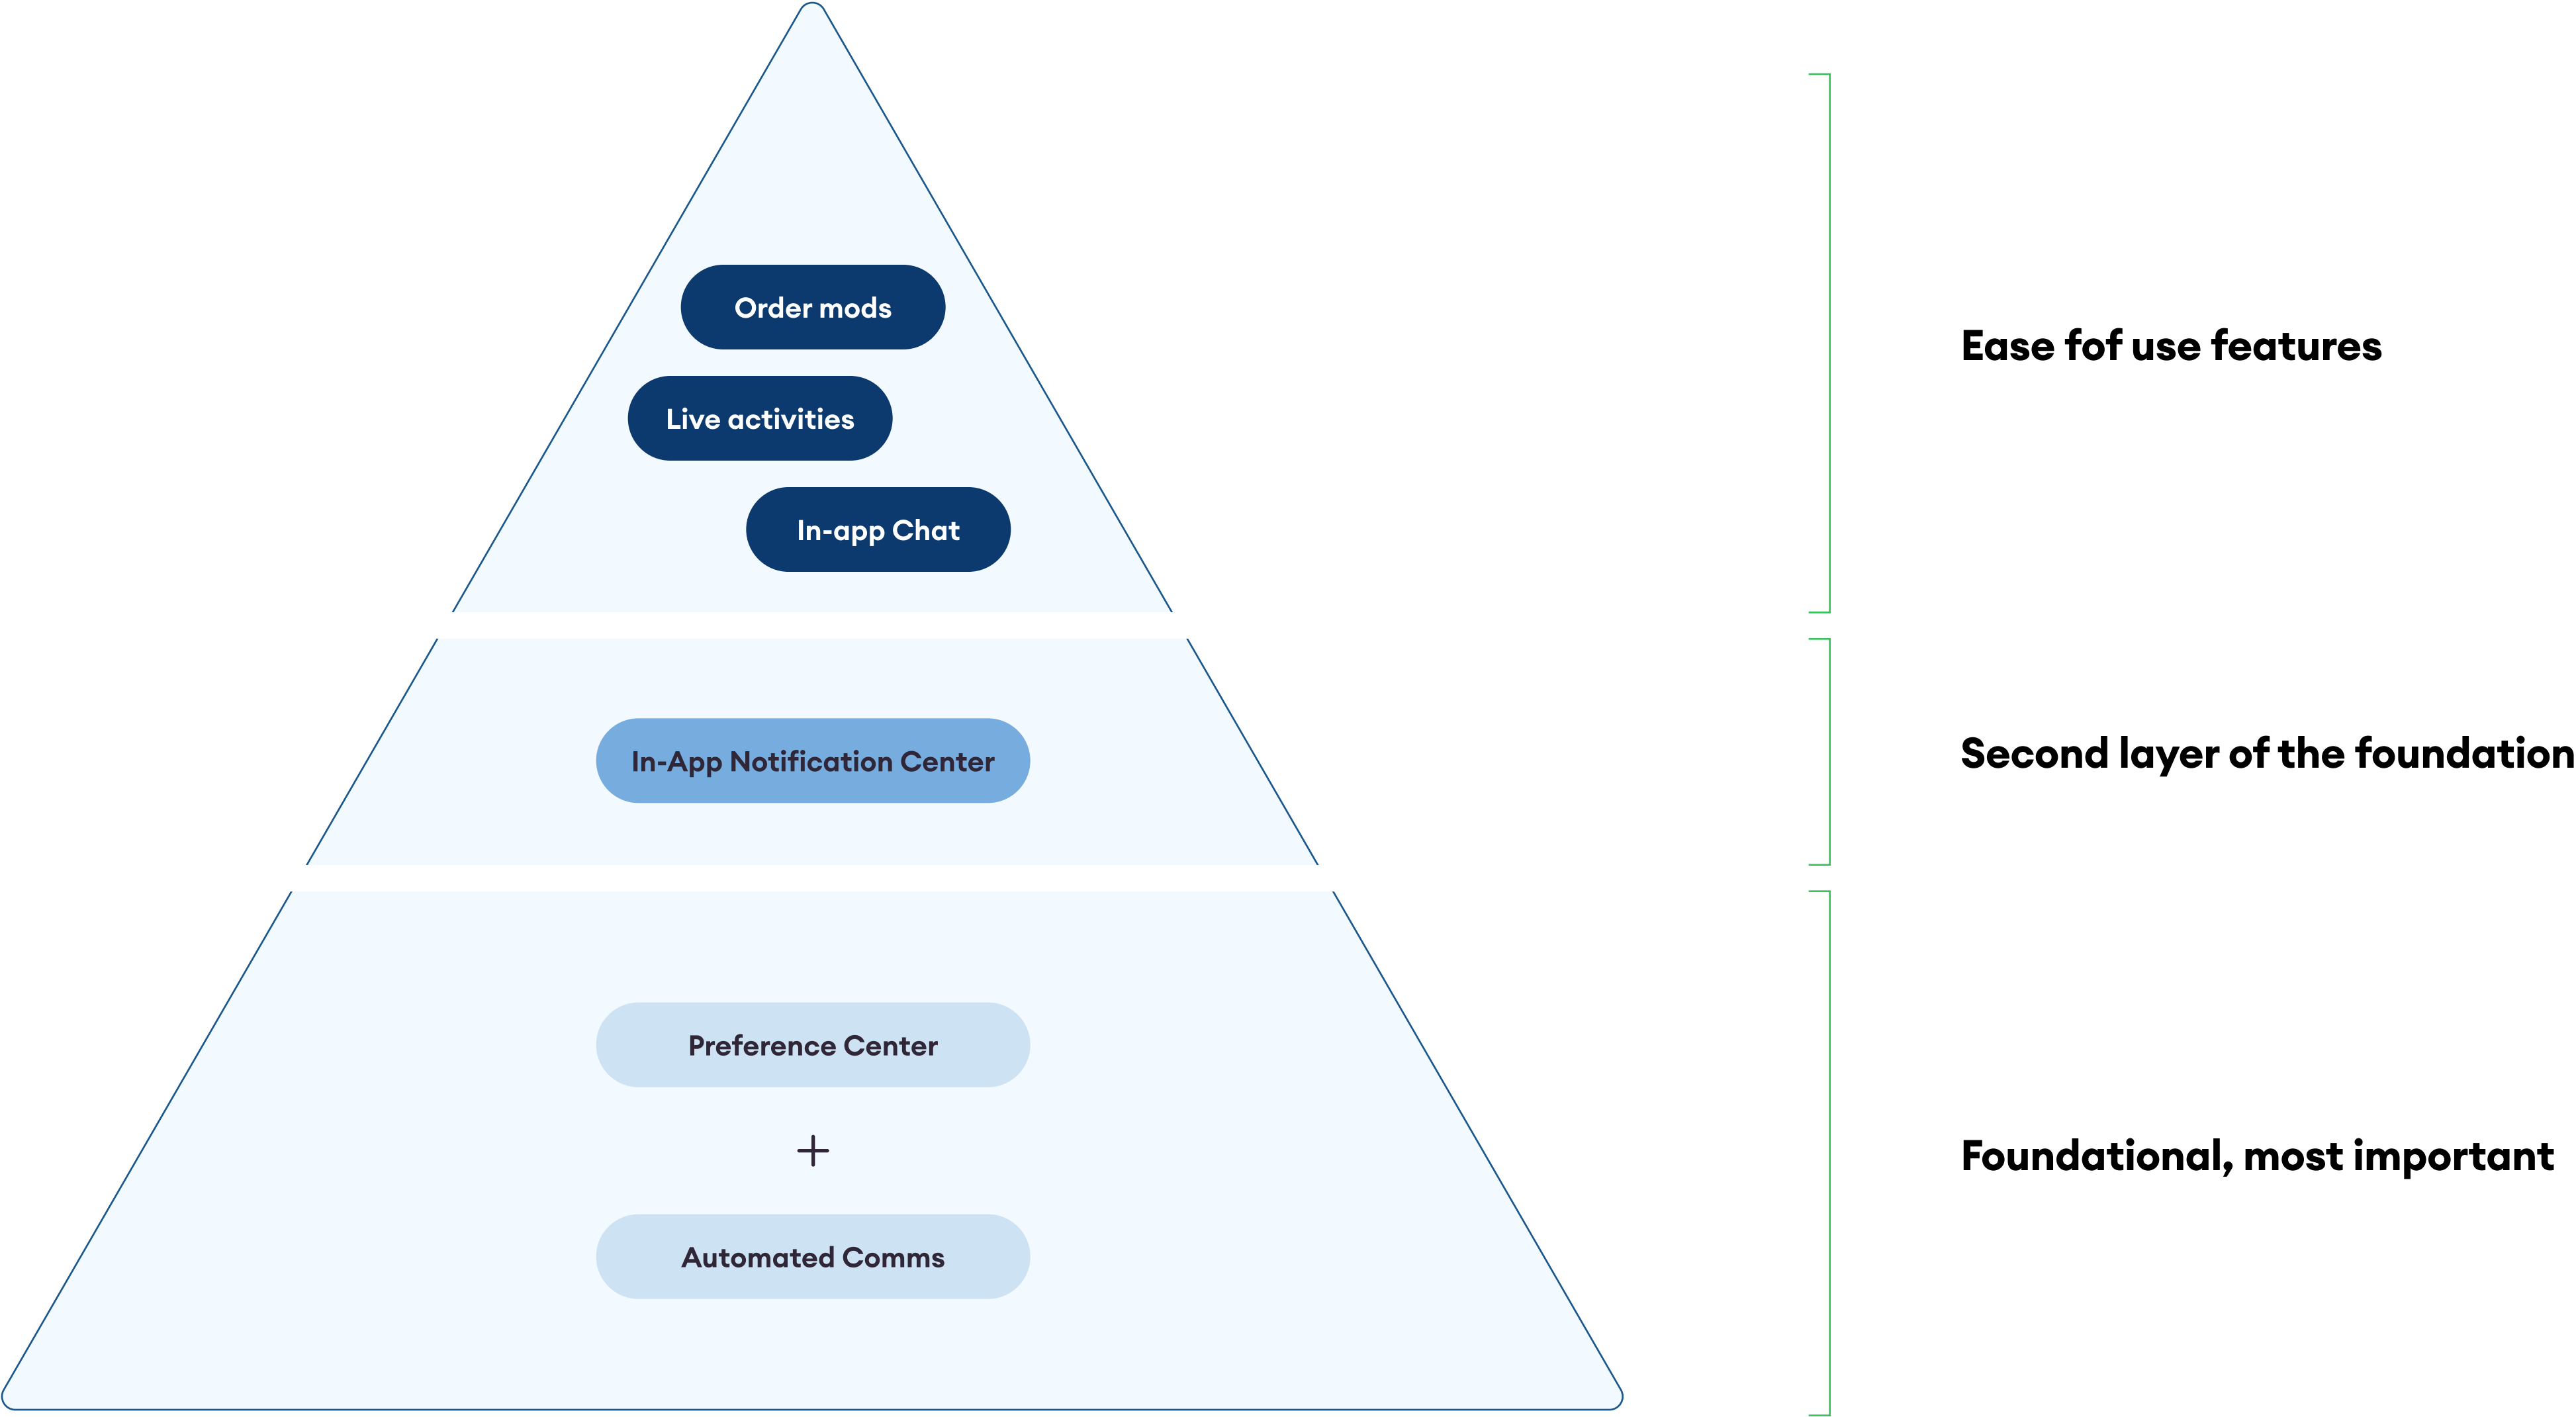 Order mods
Live activities
In-app Chat
Ease fof use features
In-App Notification Center
Second layer of the foundation
Preference Center
+
Automated Comms
Foundational, most important